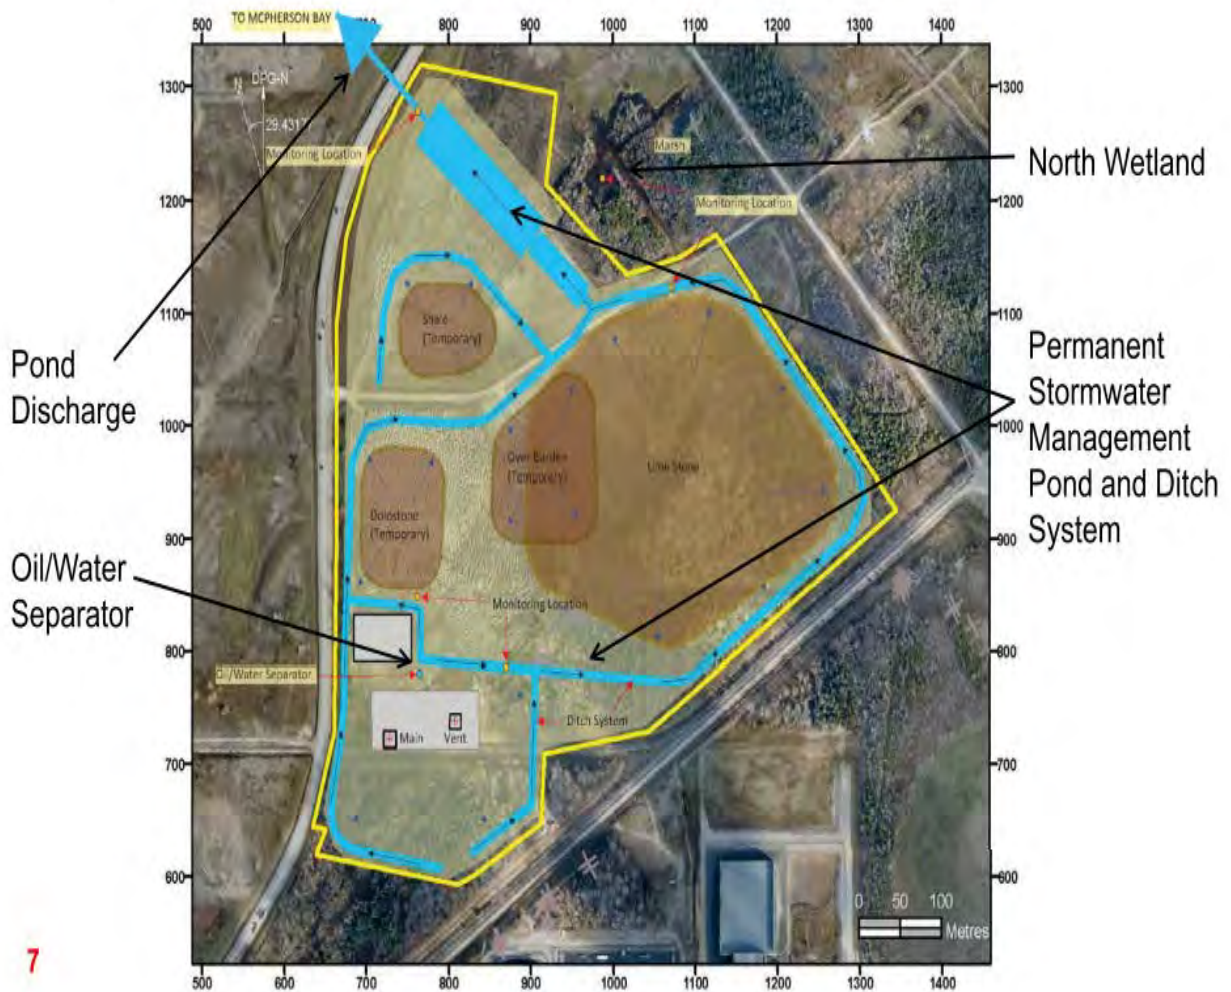 TO MCPHERSON BAY
500 600 700 800 900 1000 1100 1200 1300 1400
1300
1200
1100
1000
900
800
700
600
1300
1200
1100
1000
900
800
700
600
N
DPG-N
29.4317°
Monitoring Location
Marsh
Monitoring Location
North Wetland
Pond
Discharge
Permanent
Stormwater
Management
Pond and Ditch
System
Shale
(Temporary)
Over Burden
(Temporary)
Lime Stone
Dolostone
(Temporary)
Oil/Water
Separator
Monitoring Location
Oil/Water Separator
Ditch System
Main
Vent
0 50 100
Metres
7
500 600 700 800 900 1000 1100 1200 1300 1400